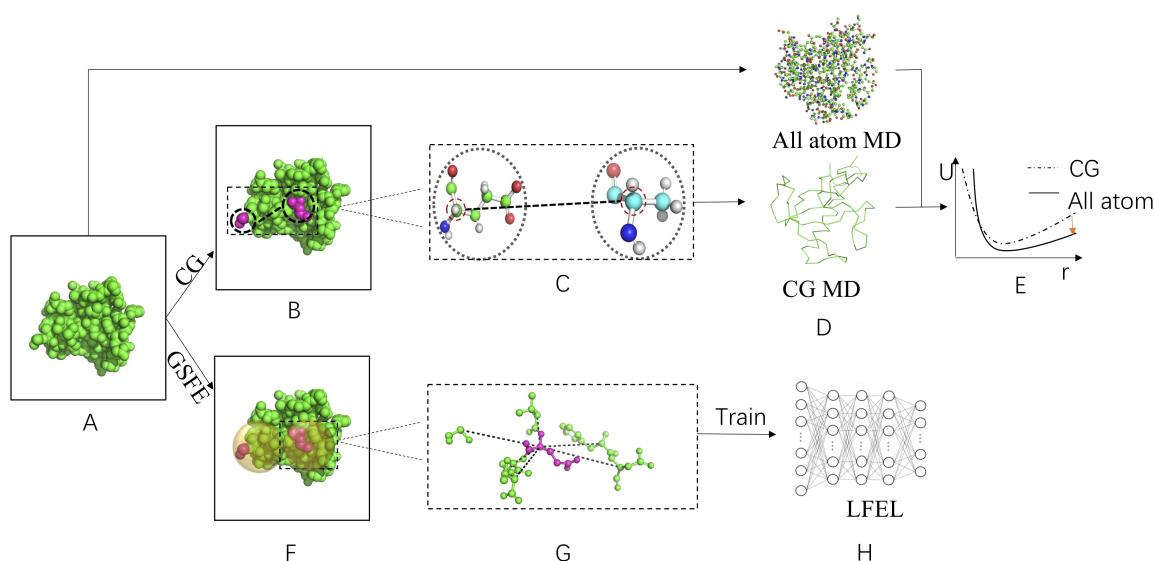 All atom MD
U
CG
All atom
r
E
CG
B
C
CG MD
D
A
GSFE
Train
LFEL
F
G
H